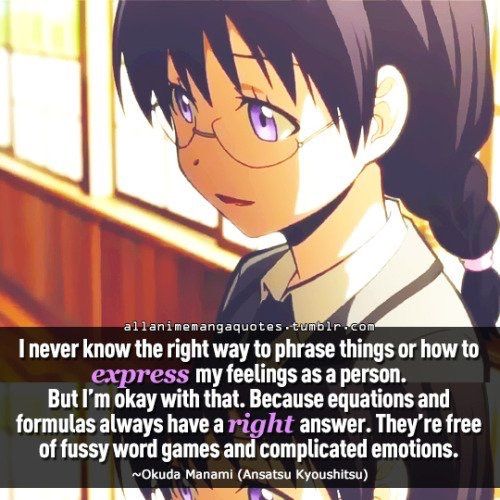 allanimemangaquotes.tumblr.com
I never know the right way to phrase things or how to
express my feelings as a person.
But I'm okay with that. Because equations and
formulas always have a right answer. They're free
of fussy word games and complicated emotions.
~Okuda Manami (Ansatsu Kyoushitsu)